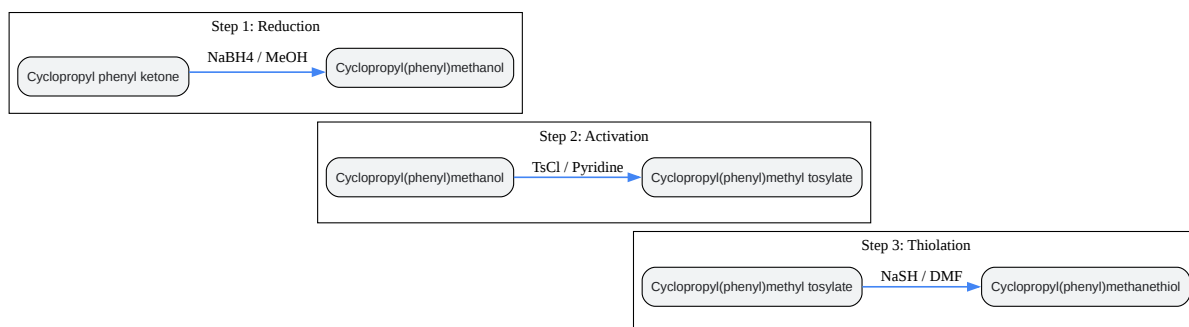 Step 1: Reduction
NaBH4 / MeOH
Cyclopropyl phenyl ketone
Cyclopropyl(phenyl)methanol
Step 2: Activation
TsCl / Pyridine
Cyclopropyl(phenyl)methanol
Cyclopropyl(phenyl)methyl tosylate
Step 3: Thiolation
NaSH / DMF
Cyclopropyl(phenyl)methyl tosylate
Cyclopropyl(phenyl)methanethiol